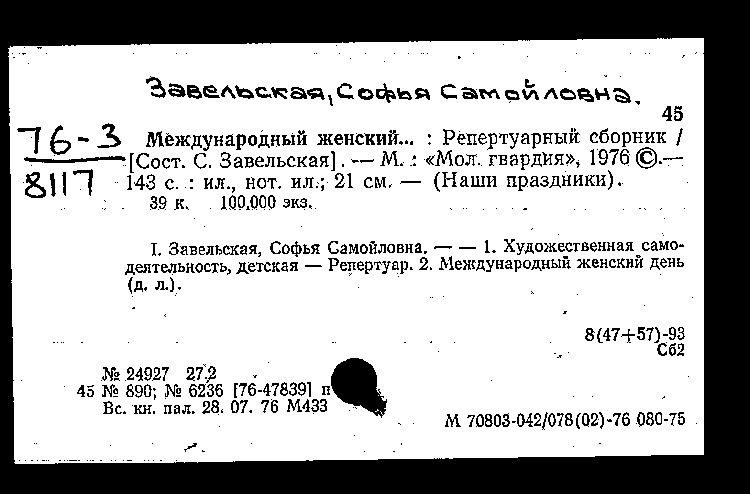 Завельская, Софья Самойловна.
45
76-3
8117
Международный женский... : Репертуарный сборник /
[Сост. С. Завельская]. — М. : «Мол. гвардия», 1976 ©.—
143 с. : ил., нот. ил.; 21 см. — (Наши праздники).
39 к. 100.000 экз.
I. Завельская, Софья Самойловна. — — 1. Художественная само-
деятельность, детская — Репертуар. 2. Международный женский день
(д. л.).
8(47+57)-93
Сб2
№ 24927 27.2
45 № 890; № 6236 [76-47839] п
Вс. кн. пал. 28. 07. 76 М433
М 70803-042/078(02)-76 080-75